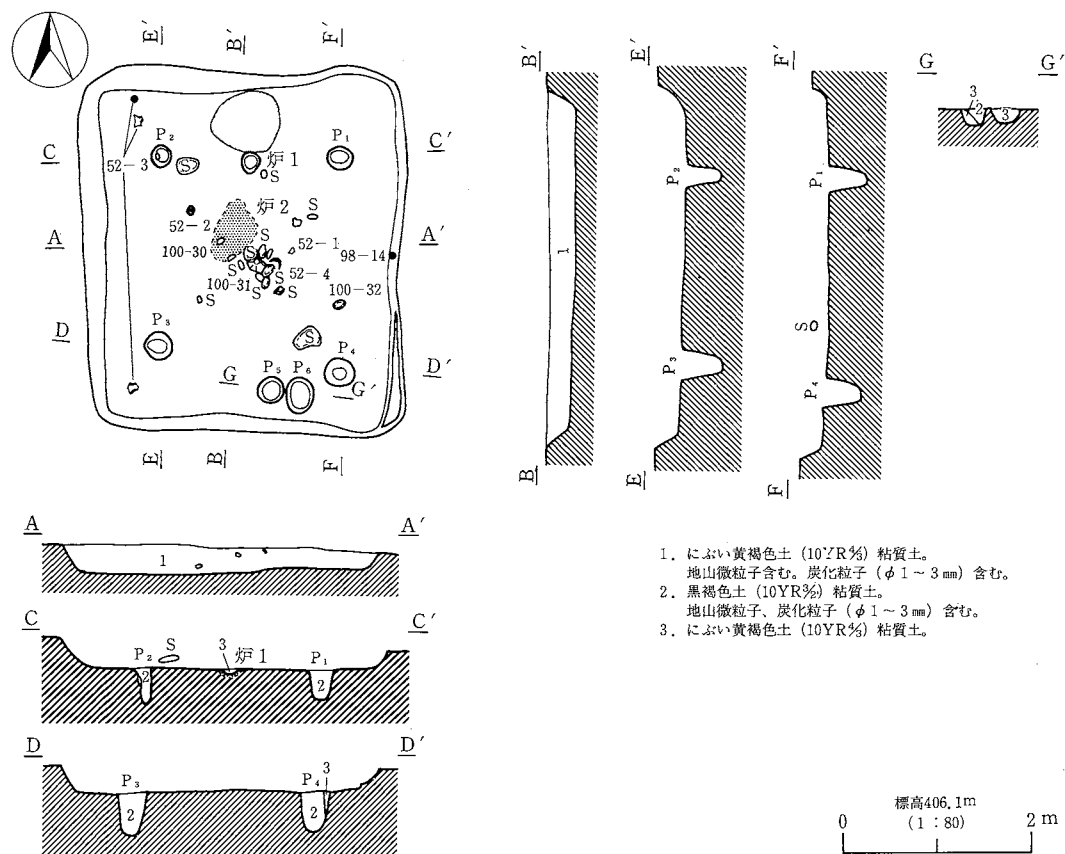 E′
B′
F′
P₂
P₁
C
C′
52-3
S
炉1
S
炉2
S
52-2
A
A′
100-30
S
52-1
98-14
S
100-31
52-4
S
S
S
100-32
D
P₃
S
P₄
D′
G
P₅
P₆
G′
E
B
F
B′
1
B
E′
P₂
P₃
E
F′
P₁
S
P₄
F
G
G′
3
2
3
A
A′
1
C
C′
P₂
S
3
炉1
P₁
2
2
D
D′
P₃
P₄
3
2
2
1. にぶい黄褐色土 (10YR4/3) 粘質土。
地山微粒子含む。炭化粒子 (φ1~3㎜) 含む。
2. 黒褐色土 (10YR3/2) 粘質土。
地山微粒子、炭化粒子 (φ1~3㎜) 含む。
3. にぶい黄褐色土 (10YR4/3) 粘質土。
標高406.1m
(1:80)
0
2 m